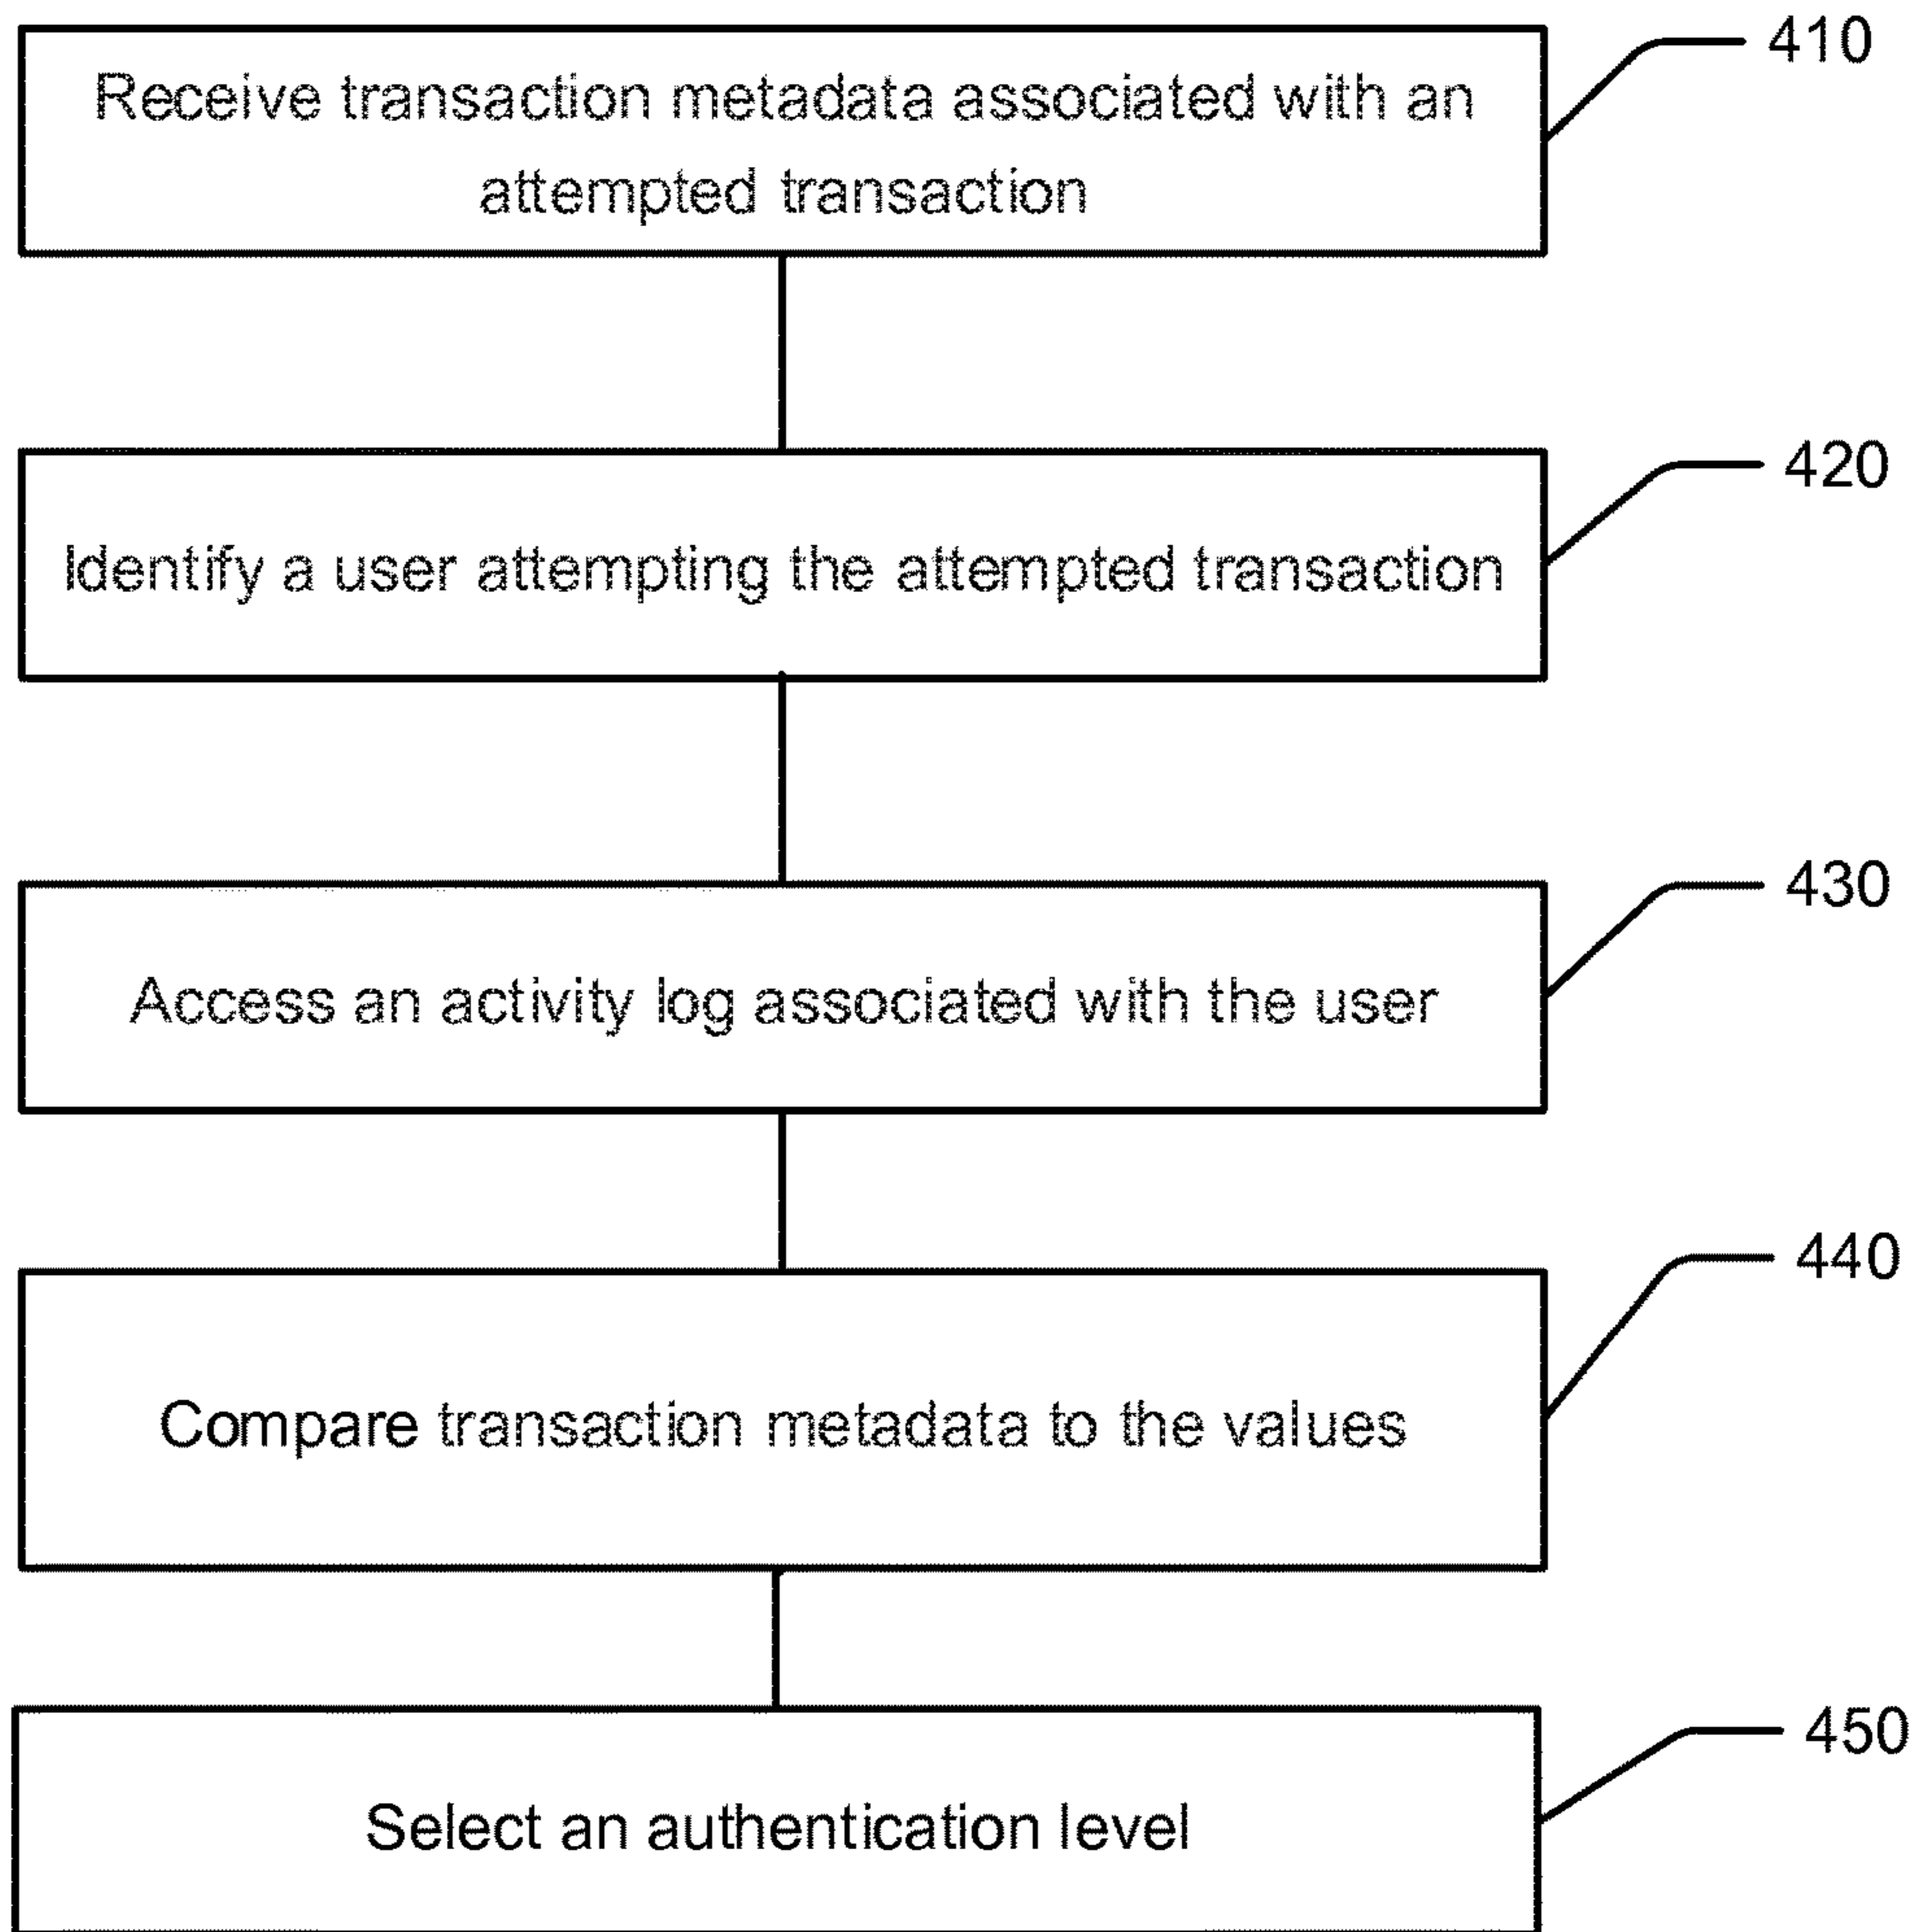 410
Receive transaction metadata associated with an
attempted transaction
420
Identify a user attempting the attempted transaction
430
Access an activity log associated with the user
440
Compare transaction metadata to the values
450
Select an authentication level